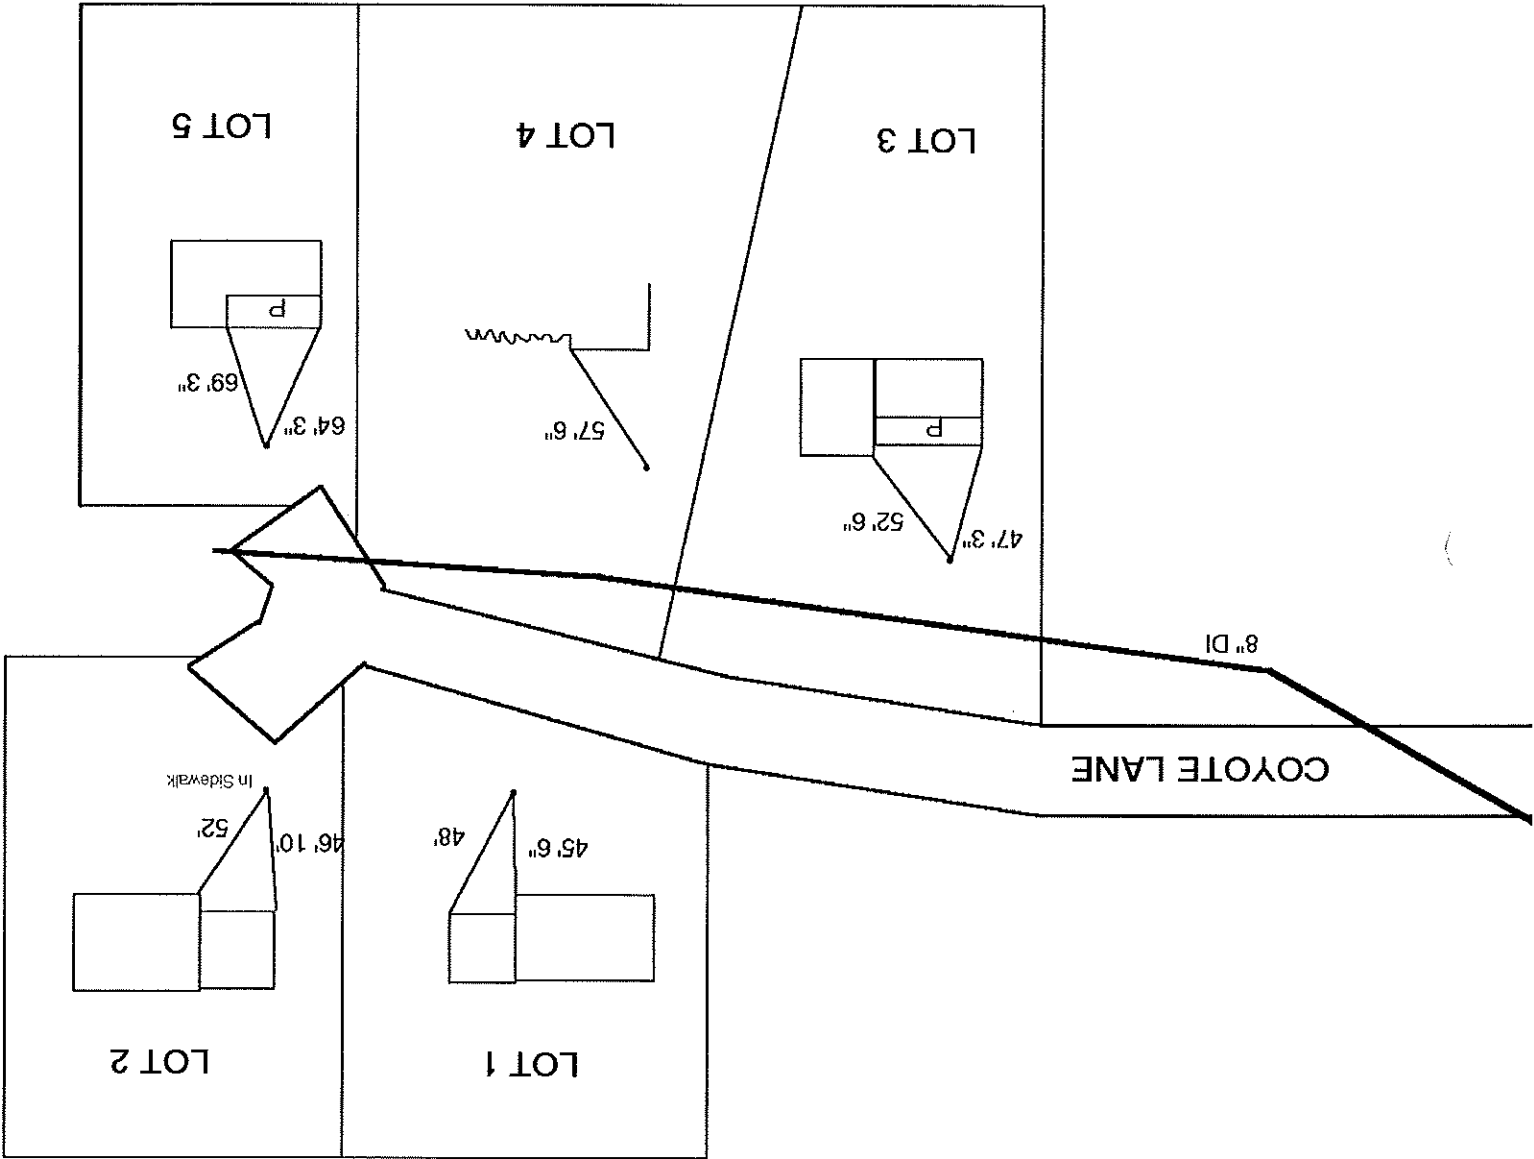 LOT 1
LOT 2
45' 6"
48'
46' 10'
52'
In Sidewalk
COYOTE LANE
8" DI
47' 3"
52' 6"
P
57' 6"
64' 3"
69' 3"
P
LOT 3
LOT 4
LOT 5